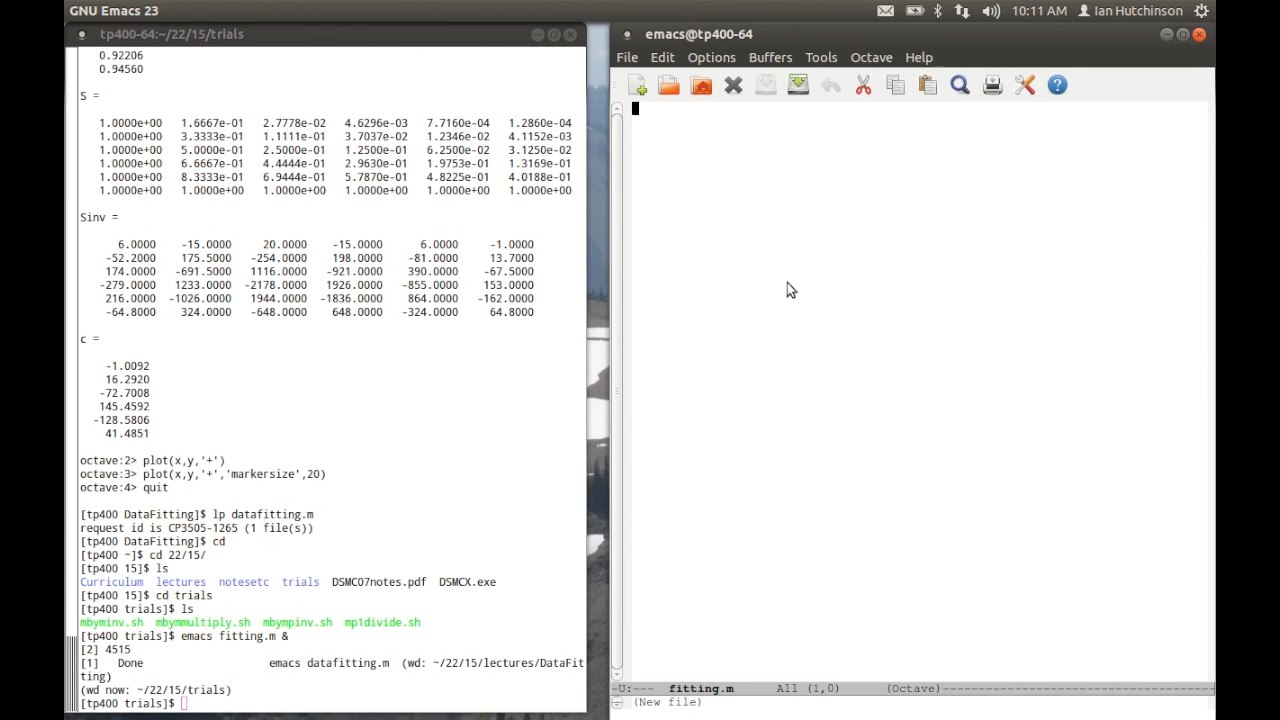 GNU Emacs 23
10:11 AM Ian Hutchinson
tp400-64:~/22/15/trials
0.92206
0.94560
S =
1.0000e+00 1.6667e-01 2.7778e-02 4.6296e-03 7.7160e-04 1.2860e-04
1.0000e+00 3.3333e-01 1.1111e-01 3.7037e-02 1.2346e-02 4.1152e-03
1.0000e+00 5.0000e-01 2.5000e-01 1.2500e-01 6.2500e-02 3.1250e-02
1.0000e+00 6.6667e-01 4.4444e-01 2.9630e-01 1.9753e-01 1.3169e-01
1.0000e+00 8.3333e-01 6.9444e-01 5.7870e-01 4.8225e-01 4.0188e-01
1.0000e+00 1.0000e+00 1.0000e+00 1.0000e+00 1.0000e+00 1.0000e+00
Sinv =
6.0000 -15.0000 20.0000 -15.0000 6.0000 -1.0000
-52.2000 175.5000 -254.0000 198.0000 -81.0000 13.7000
174.0000 -691.5000 1116.0000 -921.0000 390.0000 -67.5000
-279.0000 1233.0000 -2178.0000 1926.0000 -855.0000 153.0000
216.0000 -1026.0000 1944.0000 -1836.0000 864.0000 -162.0000
-64.8000 324.0000 -648.0000 648.0000 -324.0000 64.8000
c =
-1.0092
16.2920
-72.7008
145.4592
-128.5806
41.4851
octave:2> plot(x,y,'+')
octave:3> plot(x,y,'+','markersize',20)
octave:4> quit
[tp400 DataFitting]$ lp datafitting.m
request id is CP3505-1265 (1 file(s))
[tp400 DataFitting]$ cd
[tp400 ~]$ cd 22/15/
[tp400 15]$ ls
Curriculum lectures notesetc trials DSMC07notes.pdf DSMCX.exe
[tp400 15]$ cd trials
[tp400 trials]$ ls
mbyminv.sh mbymmultiply.sh mbympinv.sh mp1divide.sh
[tp400 trials]$ emacs fitting.m &
[2] 4515
[1] Done emacs datafitting.m (wd: ~/22/15/lectures/DataFit
ting)
(wd now: ~/22/15/trials)
[tp400 trials]$
emacs@tp400-64
File Edit Options Buffers Tools Octave Help
-U:--- fitting.m All (1,0) (Octave)
(New file)